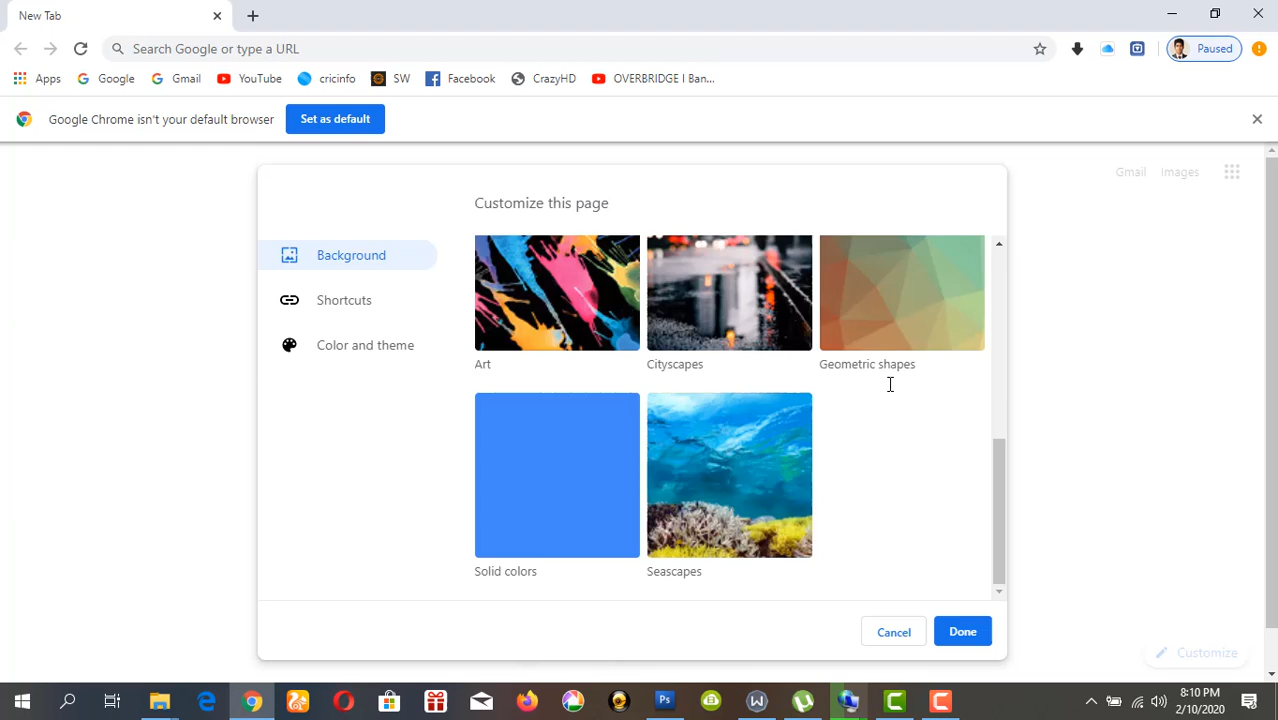 New Tab
Search Google or type a URL
Paused
Apps Google Gmail YouTube cricinfo SW Facebook CrazyHD OVERBRIDGE l Ban...
Google Chrome isn't your default browser Set as default
Gmail Images
Customize this page
Background
Shortcuts
Color and theme
Art Cityscapes Geometric shapes
Solid colors Seascapes
Cancel Done
Customize
Ps
8:10 PM
2/10/2020